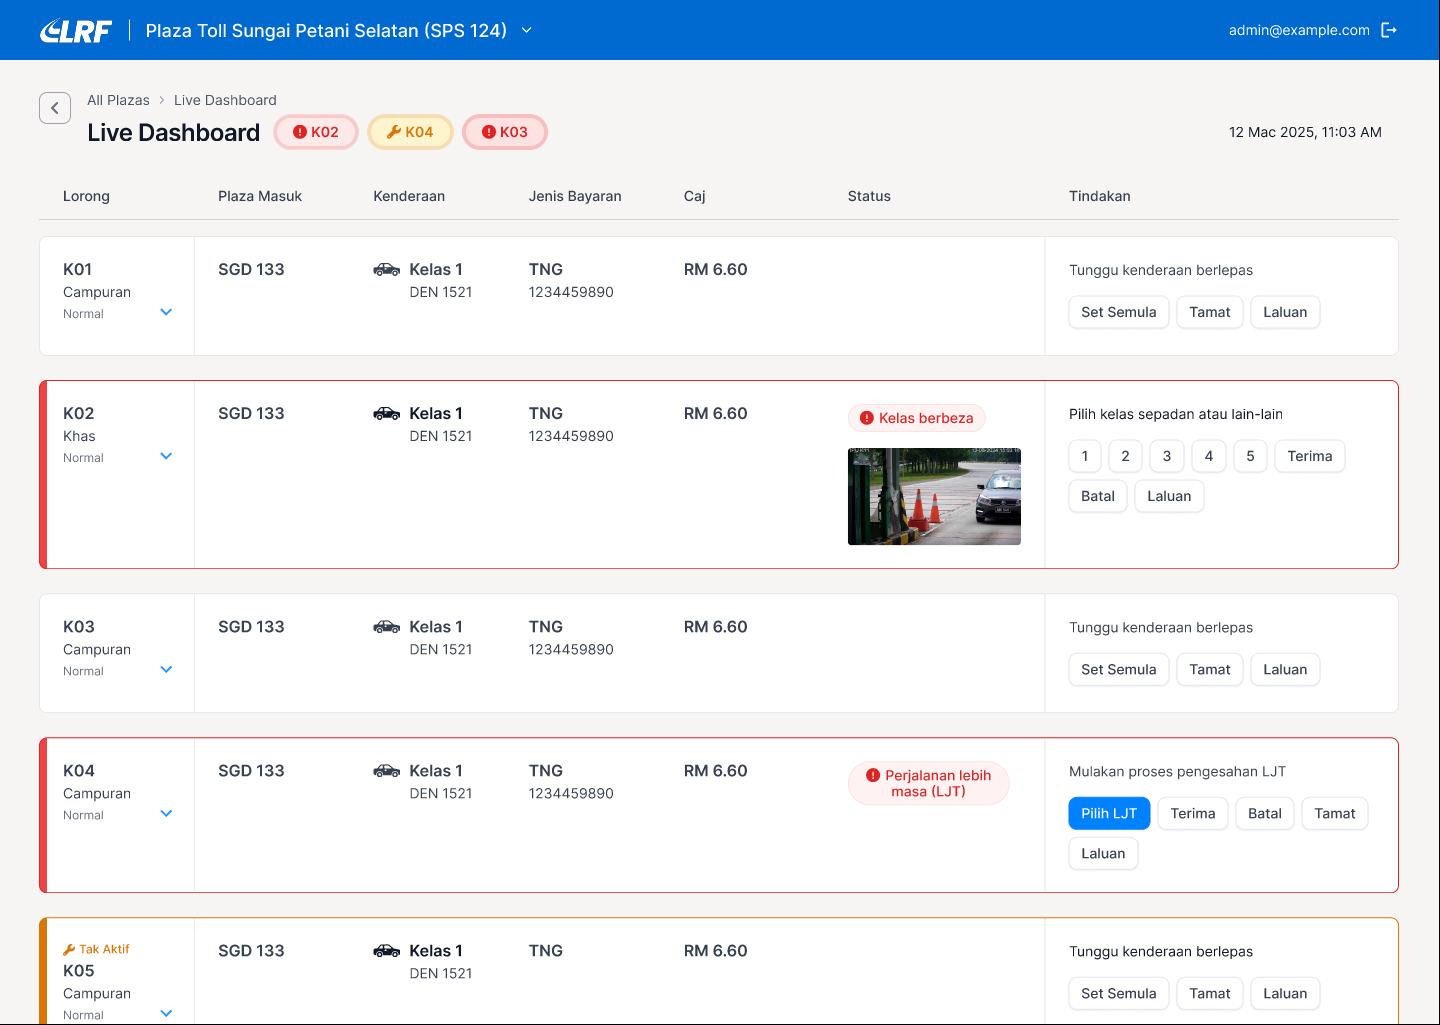 CLRF
Plaza Toll Sungai Petani Selatan (SPS 124)
admin@example.com
All Plazas > Live Dashboard
Live Dashboard
K02
K04
K03
12 Mac 2025, 11:03 AM
Lorong
Plaza Masuk
Kenderaan
Jenis Bayaran
Caj
Status
Tindakan
K01
Campuran
Normal
SGD 133
Kelas 1
DEN 1521
TNG
1234459890
RM 6.60
Tunggu kenderaan berlepas
Set Semula
Tamat
Laluan
K02
Khas
Normal
SGD 133
Kelas 1
DEN 1521
TNG
1234459890
RM 6.60
Kelas berbeza
Pilih kelas sepadan atau lain-lain
1
2
3
4
5
Terima
Batal
Laluan
K03
Campuran
Normal
SGD 133
Kelas 1
DEN 1521
TNG
1234459890
RM 6.60
Tunggu kenderaan berlepas
Set Semula
Tamat
Laluan
K04
Campuran
Normal
SGD 133
Kelas 1
DEN 1521
TNG
1234459890
RM 6.60
Perjalanan lebih
masa (LJT)
Mulakan proses pengesahan LJT
Pilih LJT
Terima
Batal
Tamat
Laluan
Tak Aktif
K05
Campuran
Normal
SGD 133
Kelas 1
DEN 1521
TNG
RM 6.60
Tunggu kenderaan berlepas
Set Semula
Tamat
Laluan